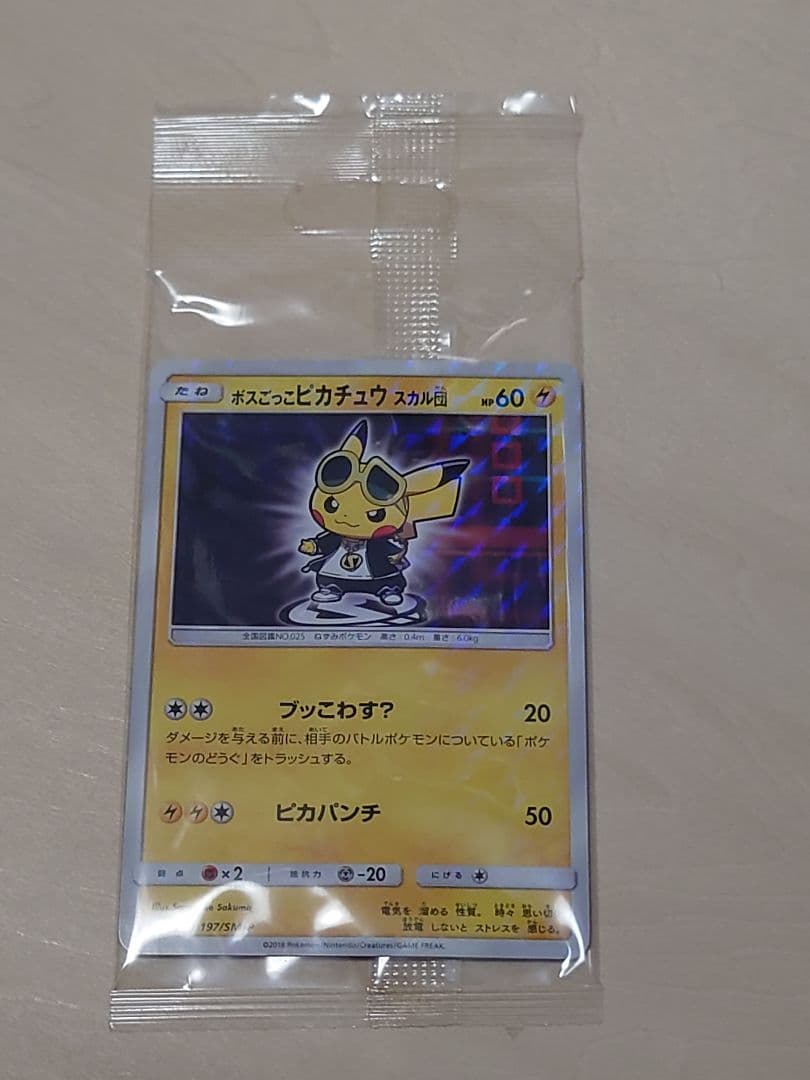 たね ボスごっこピカチュウ スカル団 HP60
全国図鑑NO.025 ねずみポケモン 高さ:0.4m 重さ:6.0kg
ブッこわす? 20
ダメージを与える前に、相手のバトルポケモンについている「ポケ
モンのどうぐ」をトラッシュする。
ピカパンチ 50
弱点 ×2 抵抗力 -20 にげる
Illus. Sakuma
電気を 溜める 性質。 時々 思い切
放電 しないと ストレスを 感じる。
197/SM-P
©2018 Pokémon/Nintendo/Creatures/GAME FREAK.